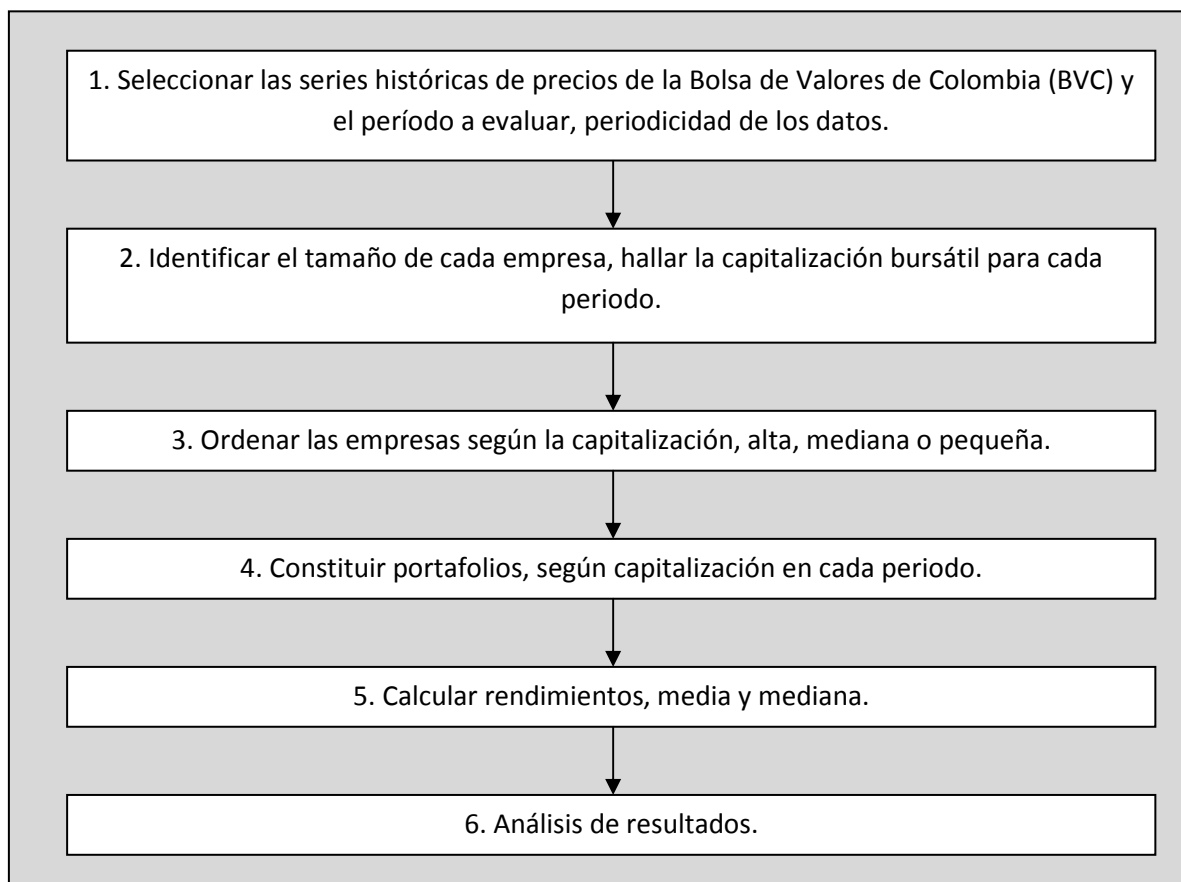 1. Seleccionar las series históricas de precios de la Bolsa de Valores de Colombia (BVC) y
el período a evaluar, periodicidad de los datos.
2. Identificar el tamaño de cada empresa, hallar la capitalización bursátil para cada
periodo.
3. Ordenar las empresas según la capitalización, alta, mediana o pequeña.
4. Constituir portafolios, según capitalización en cada periodo.
5. Calcular rendimientos, media y mediana.
6. Análisis de resultados.